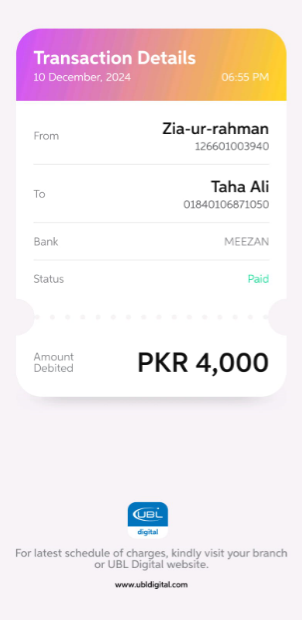 Transaction Details
10 December, 2024 06:55 PM
From Zia-ur-rahman
126601003940
To Taha Ali
01840106871050
Bank MEEZAN
Status Paid
Amount
Debited PKR 4,000
UBL
digital
For latest schedule of charges, kindly visit your branch
or UBL Digital website.
www.ubldigital.com